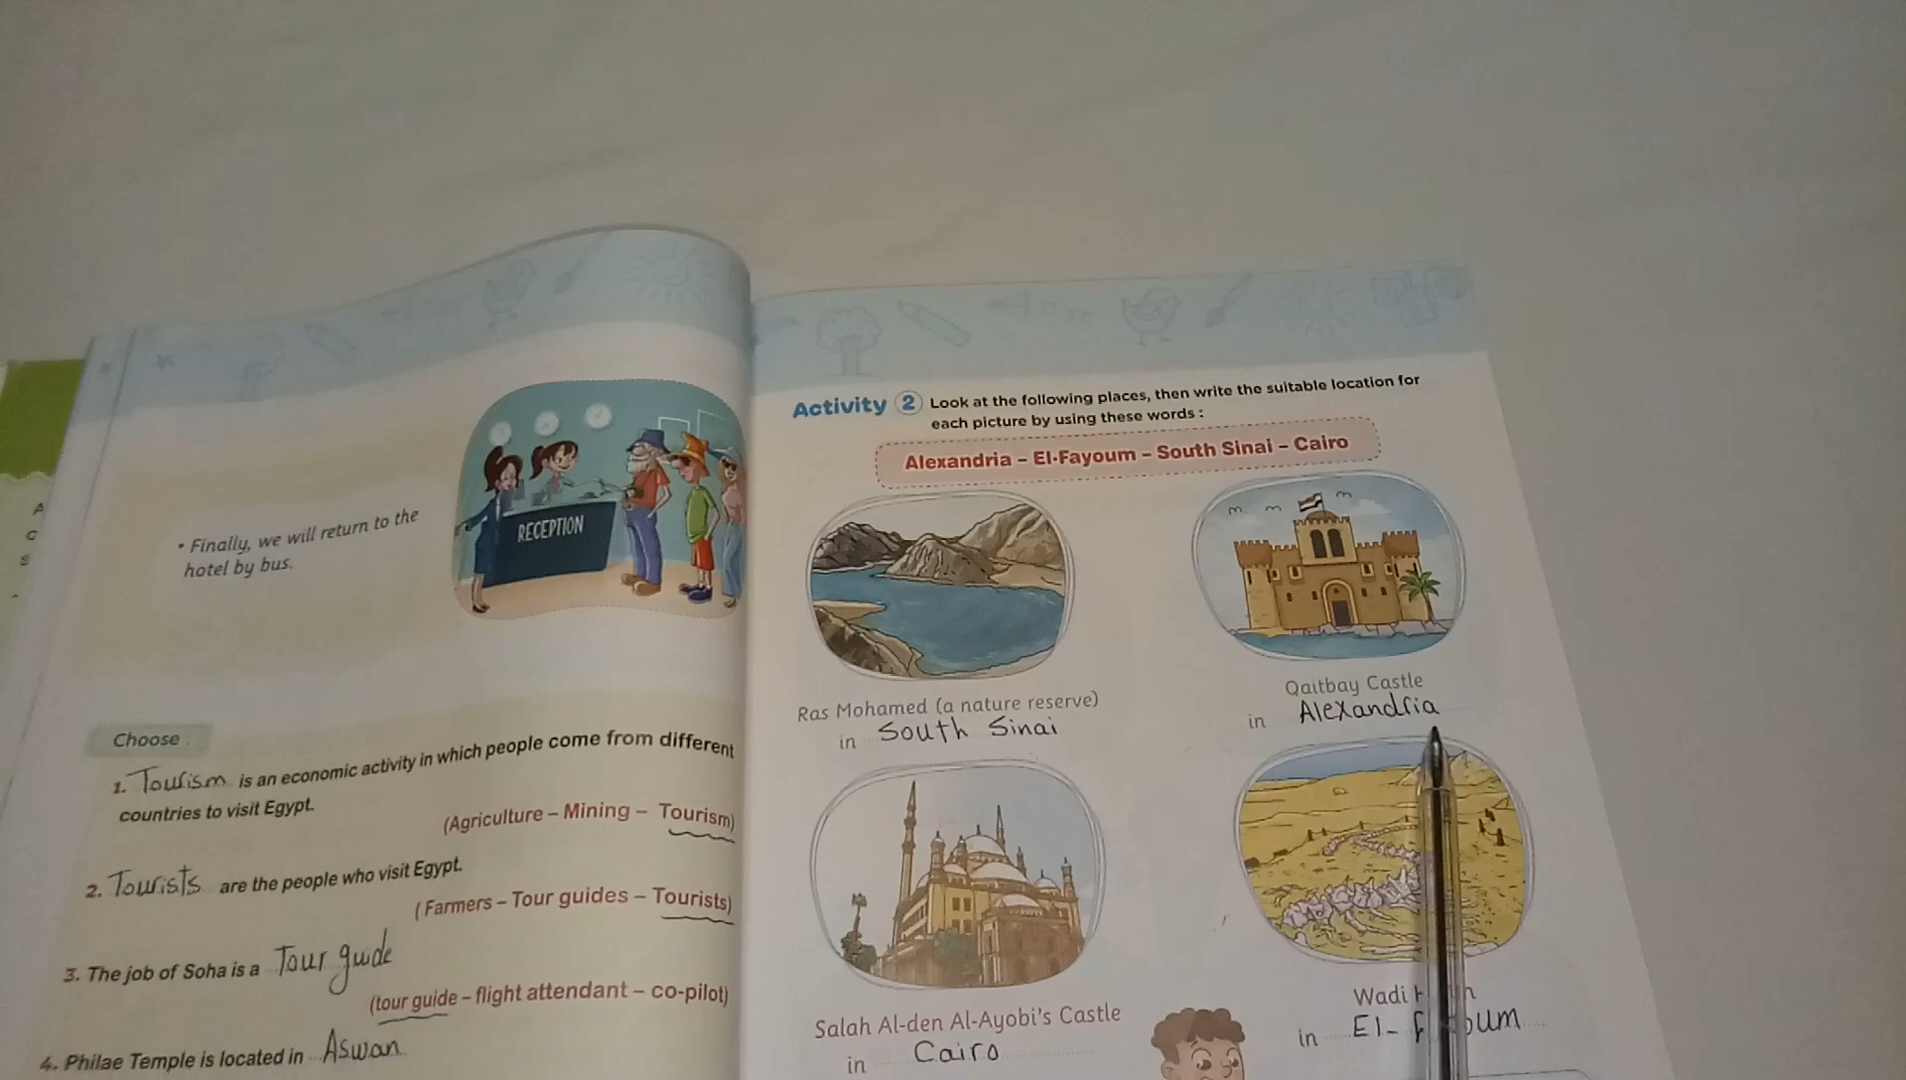 • Finally, we will return to the
hotel by bus.
RECEPTION
Choose :
1. Tourism is an economic activity in which people come from different
countries to visit Egypt.
(Agriculture – Mining – Tourism)
2. Tourists are the people who visit Egypt.
( Farmers – Tour guides – Tourists)
3. The job of Soha is a Tour guide
(tour guide – flight attendant – co-pilot)
4. Philae Temple is located in Aswan
Activity 2 Look at the following places, then write the suitable location for
each picture by using these words :
Alexandria – El-Fayoum – South Sinai – Cairo
Ras Mohamed (a nature reserve)
in South Sinai
Qaitbay Castle
in Alexandria
Salah Al-den Al-Ayobi's Castle
in Cairo
Wadi
in El-